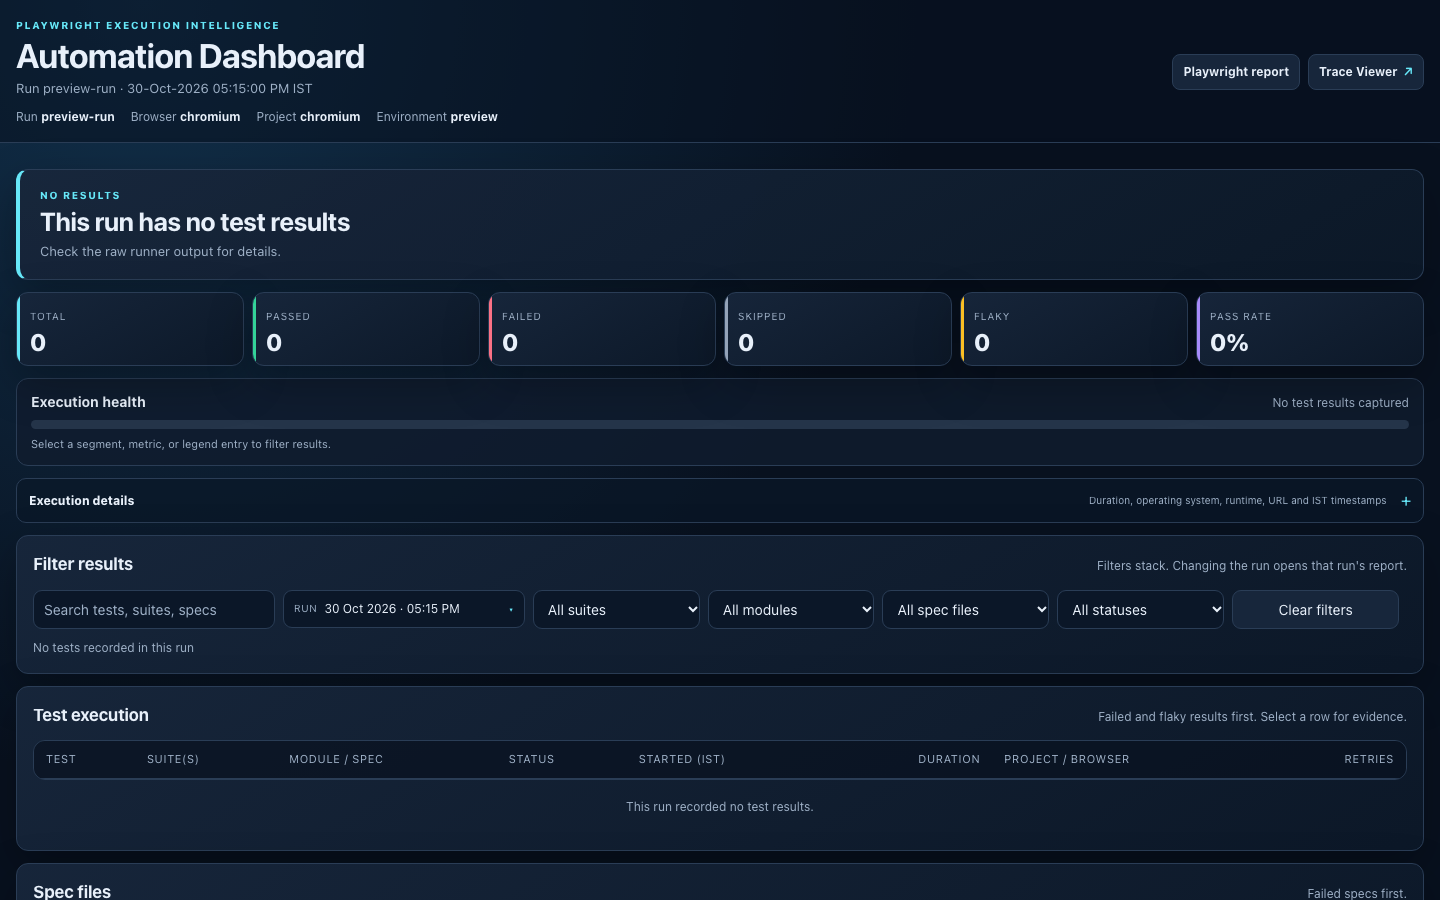 PLAYWRIGHT EXECUTION INTELLIGENCE
Automation Dashboard
Run preview-run · 30-Oct-2026 05:15:00 PM IST
Run preview-run Browser chromium Project chromium Environment preview
Playwright report Trace Viewer ↗
NO RESULTS
This run has no test results
Check the raw runner output for details.
TOTAL
0
PASSED
0
FAILED
0
SKIPPED
0
FLAKY
0
PASS RATE
0%
Execution health
No test results captured
Select a segment, metric, or legend entry to filter results.
Execution details
Duration, operating system, runtime, URL and IST timestamps +
Filter results
Filters stack. Changing the run opens that run's report.
Search tests, suites, specs
RUN 30 Oct 2026 · 05:15 PM
All suites
All modules
All spec files
All statuses
Clear filters
No tests recorded in this run
Test execution
Failed and flaky results first. Select a row for evidence.
TEST SUITE(S) MODULE / SPEC STATUS STARTED (IST) DURATION PROJECT / BROWSER RETRIES
This run recorded no test results.
Spec files
Failed specs first.